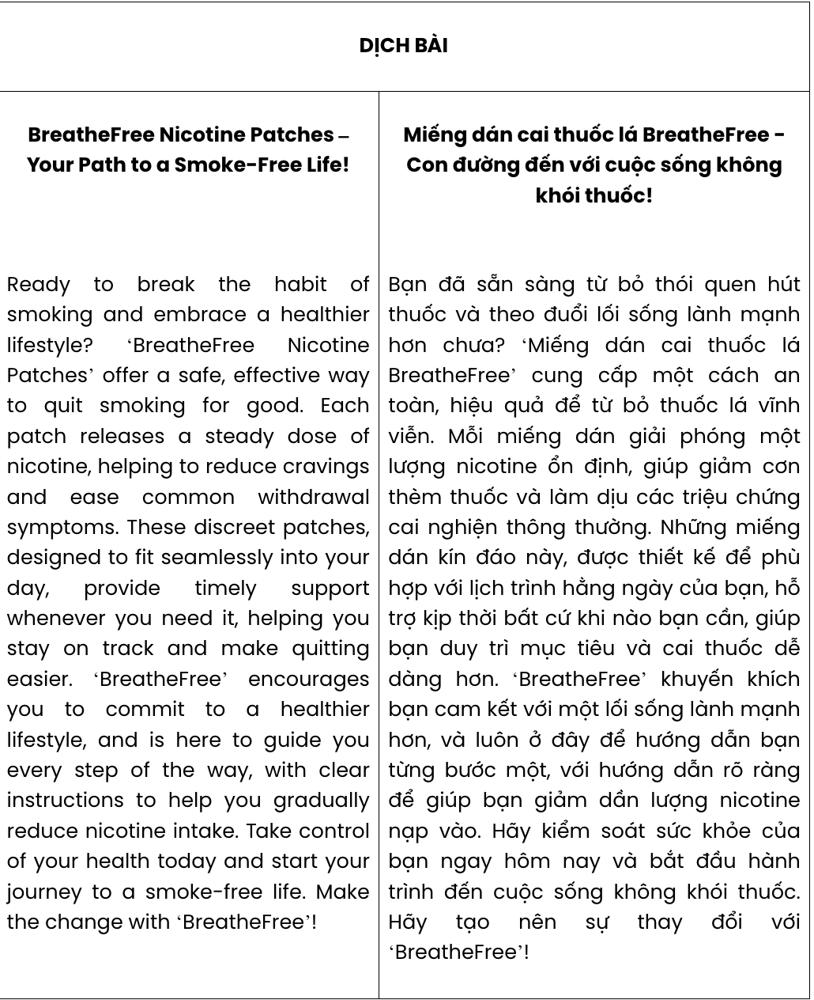 DỊCH BÀI
BreatheFree Nicotine Patches –
Your Path to a Smoke-Free Life!
Ready to break the habit of
smoking and embrace a healthier
lifestyle? ‘BreatheFree Nicotine
Patches’ offer a safe, effective way
to quit smoking for good. Each
patch releases a steady dose of
nicotine, helping to reduce cravings
and ease common withdrawal
symptoms. These discreet patches,
designed to fit seamlessly into your
day, provide timely support
whenever you need it, helping you
stay on track and make quitting
easier. ‘BreatheFree’ encourages
you to commit to a healthier
lifestyle, and is here to guide you
every step of the way, with clear
instructions to help you gradually
reduce nicotine intake. Take control
of your health today and start your
journey to a smoke-free life. Make
the change with ‘BreatheFree’!
Miếng dán cai thuốc lá BreatheFree -
Con đường đến với cuộc sống không
khói thuốc!
Bạn đã sẵn sàng từ bỏ thói quen hút
thuốc và theo đuổi lối sống lành mạnh
hơn chưa? ‘Miếng dán cai thuốc lá
BreatheFree’ cung cấp một cách an
toàn, hiệu quả để từ bỏ thuốc lá vĩnh
viễn. Mỗi miếng dán giải phóng một
lượng nicotine ổn định, giúp giảm cơn
thèm thuốc và làm dịu các triệu chứng
cai nghiện thông thường. Những miếng
dán kín đáo này, được thiết kế để phù
hợp với lịch trình hằng ngày của bạn, hỗ
trợ kịp thời bất cứ khi nào bạn cần, giúp
bạn duy trì mục tiêu và cai thuốc dễ
dàng hơn. ‘BreatheFree’ khuyến khích
bạn cam kết với một lối sống lành mạnh
hơn, và luôn ở đây để hướng dẫn bạn
từng bước một, với hướng dẫn rõ ràng
để giúp bạn giảm dần lượng nicotine
nạp vào. Hãy kiểm soát sức khỏe của
bạn ngay hôm nay và bắt đầu hành
trình đến cuộc sống không khói thuốc.
Hãy tạo nên sự thay đổi với
‘BreatheFree’!